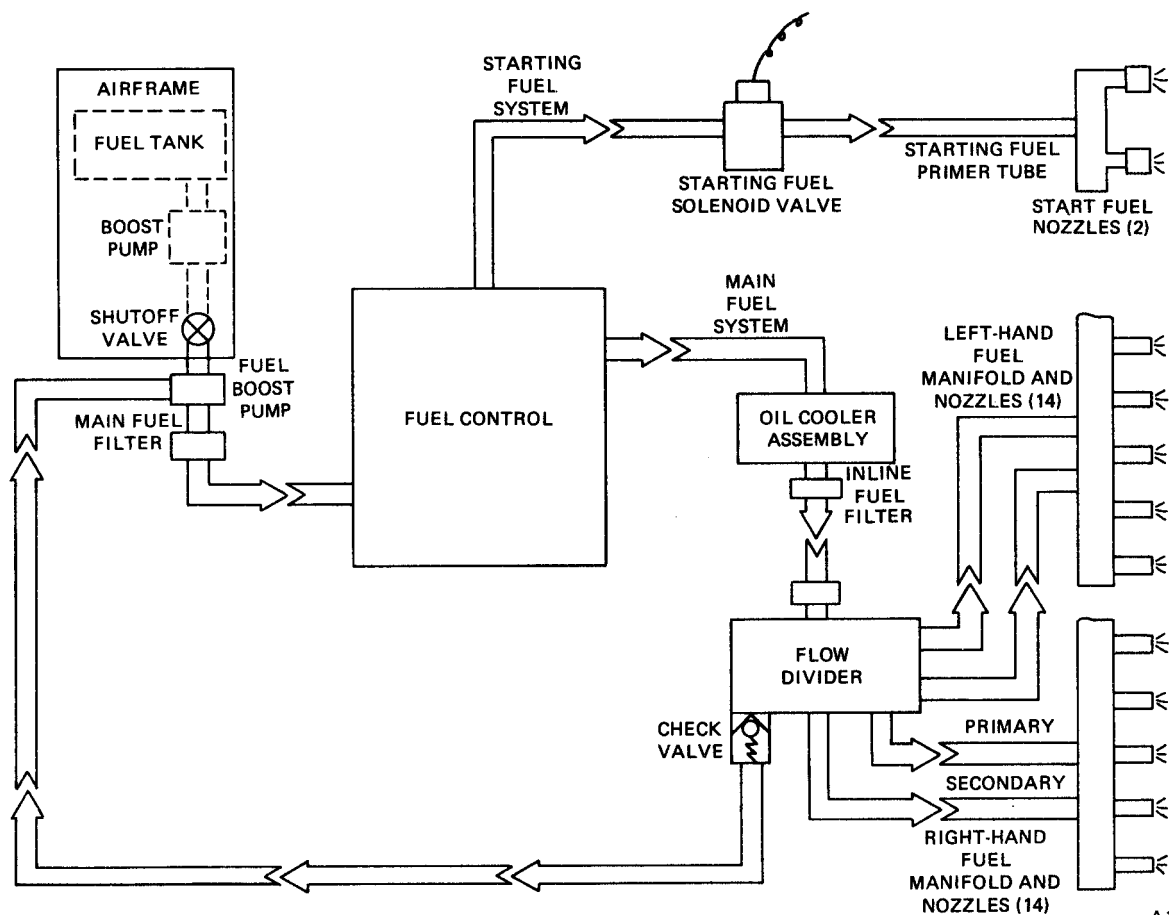 AIRFRAME
FUEL TANK
BOOST
PUMP
SHUTOFF
VALVE
FUEL
BOOST
PUMP
MAIN FUEL
FILTER
FUEL CONTROL
STARTING
FUEL
SYSTEM
STARTING FUEL
SOLENOID VALVE
STARTING FUEL
PRIMER TUBE
START FUEL
NOZZLES (2)
MAIN
FUEL
SYSTEM
OIL COOLER
ASSEMBLY
INLINE
FUEL
FILTER
LEFT-HAND
FUEL
MANIFOLD AND
NOZZLES (14)
FLOW
DIVIDER
CHECK
VALVE
PRIMARY
SECONDARY
RIGHT-HAND
FUEL
MANIFOLD AND
NOZZLES (14)